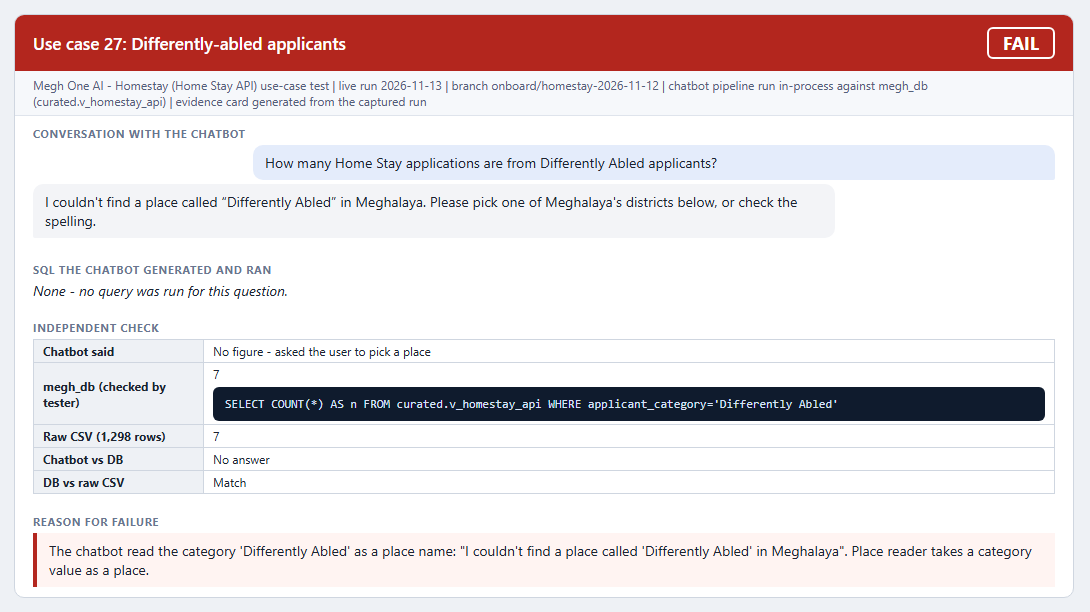 Use case 27: Differently-abled applicants
FAIL
Megh One AI - Homestay (Home Stay API) use-case test | live run 2026-11-13 | branch onboard/homestay-2026-11-12 | chatbot pipeline run in-process against megh_db
(curated.v_homestay_api) | evidence card generated from the captured run
CONVERSATION WITH THE CHATBOT
How many Home Stay applications are from Differently Abled applicants?
I couldn't find a place called “Differently Abled” in Meghalaya. Please pick one of Meghalaya's districts below, or check the
spelling.
SQL THE CHATBOT GENERATED AND RAN
None - no query was run for this question.
INDEPENDENT CHECK
Chatbot said
No figure - asked the user to pick a place
megh_db (checked by
tester)
7
SELECT COUNT(*) AS n FROM curated.v_homestay_api WHERE applicant_category='Differently Abled'
Raw CSV (1,298 rows)
7
Chatbot vs DB
No answer
DB vs raw CSV
Match
REASON FOR FAILURE
The chatbot read the category 'Differently Abled' as a place name: "I couldn't find a place called 'Differently Abled' in Meghalaya". Place reader takes a category
value as a place.